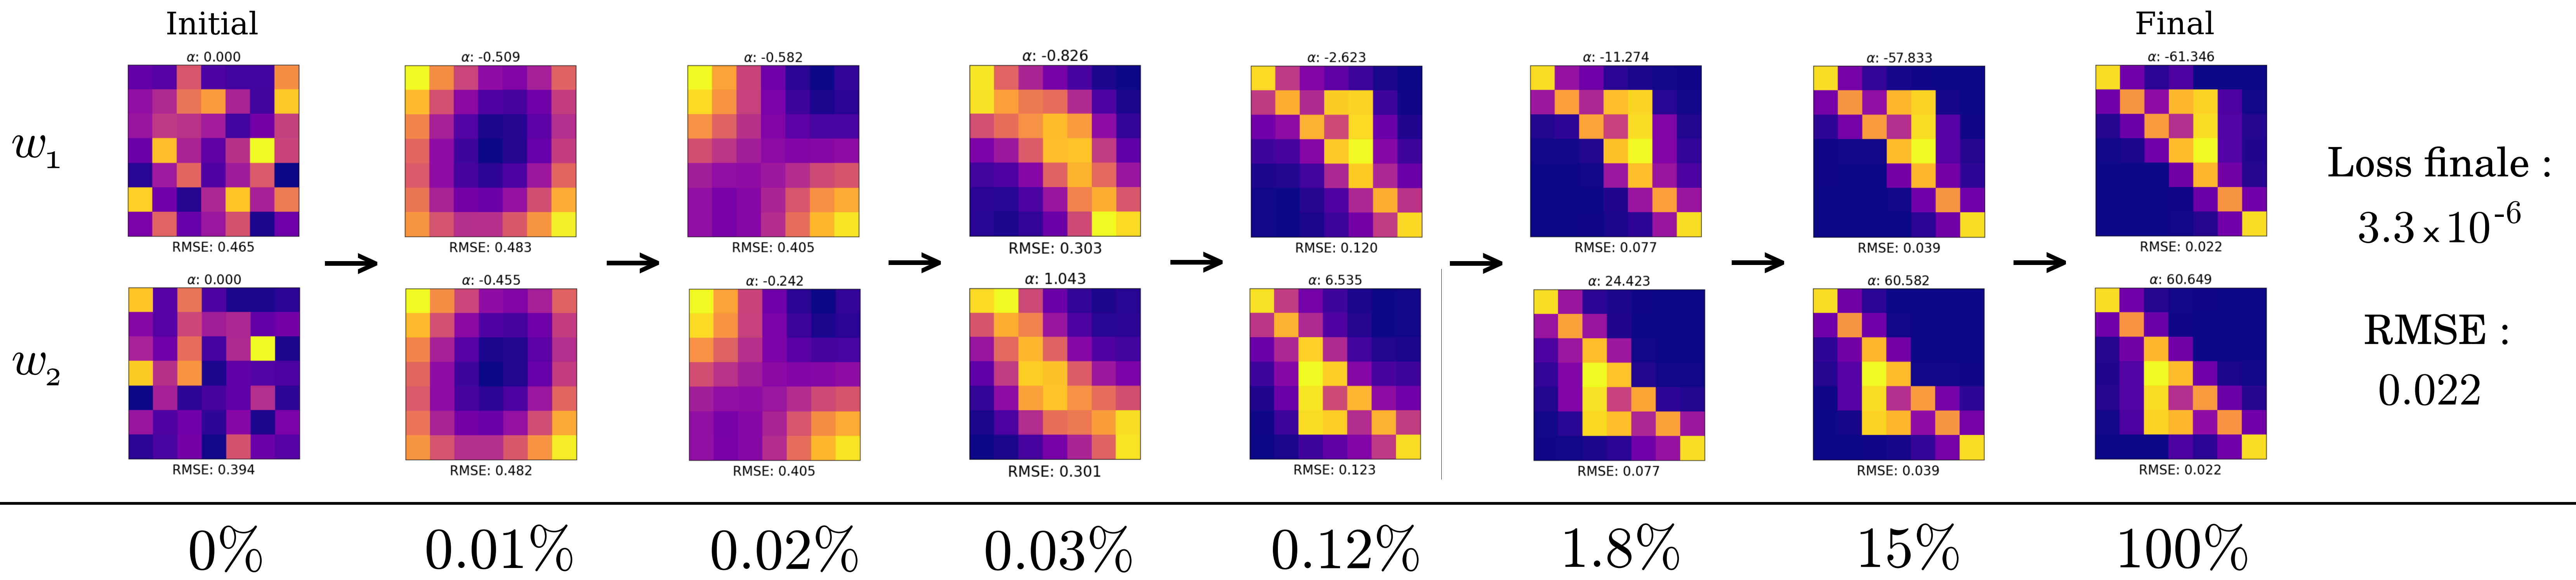 Initial
Final
α: 0.000
α: -0.509
α: -0.582
α: -0.826
α: -2.623
α: -11.274
α: -57.833
α: -61.346
w₁
RMSE: 0.465
RMSE: 0.483
RMSE: 0.405
RMSE: 0.303
RMSE: 0.120
RMSE: 0.077
RMSE: 0.039
RMSE: 0.022
α: 0.000
α: -0.455
α: -0.242
α: 1.043
α: 6.535
α: 24.423
α: 60.582
α: 60.649
w₂
RMSE: 0.394
RMSE: 0.482
RMSE: 0.405
RMSE: 0.301
RMSE: 0.123
RMSE: 0.077
RMSE: 0.039
RMSE: 0.022
Loss finale :
3.3×10⁻⁶
RMSE :
0.022
0%
0.01%
0.02%
0.03%
0.12%
1.8%
15%
100%